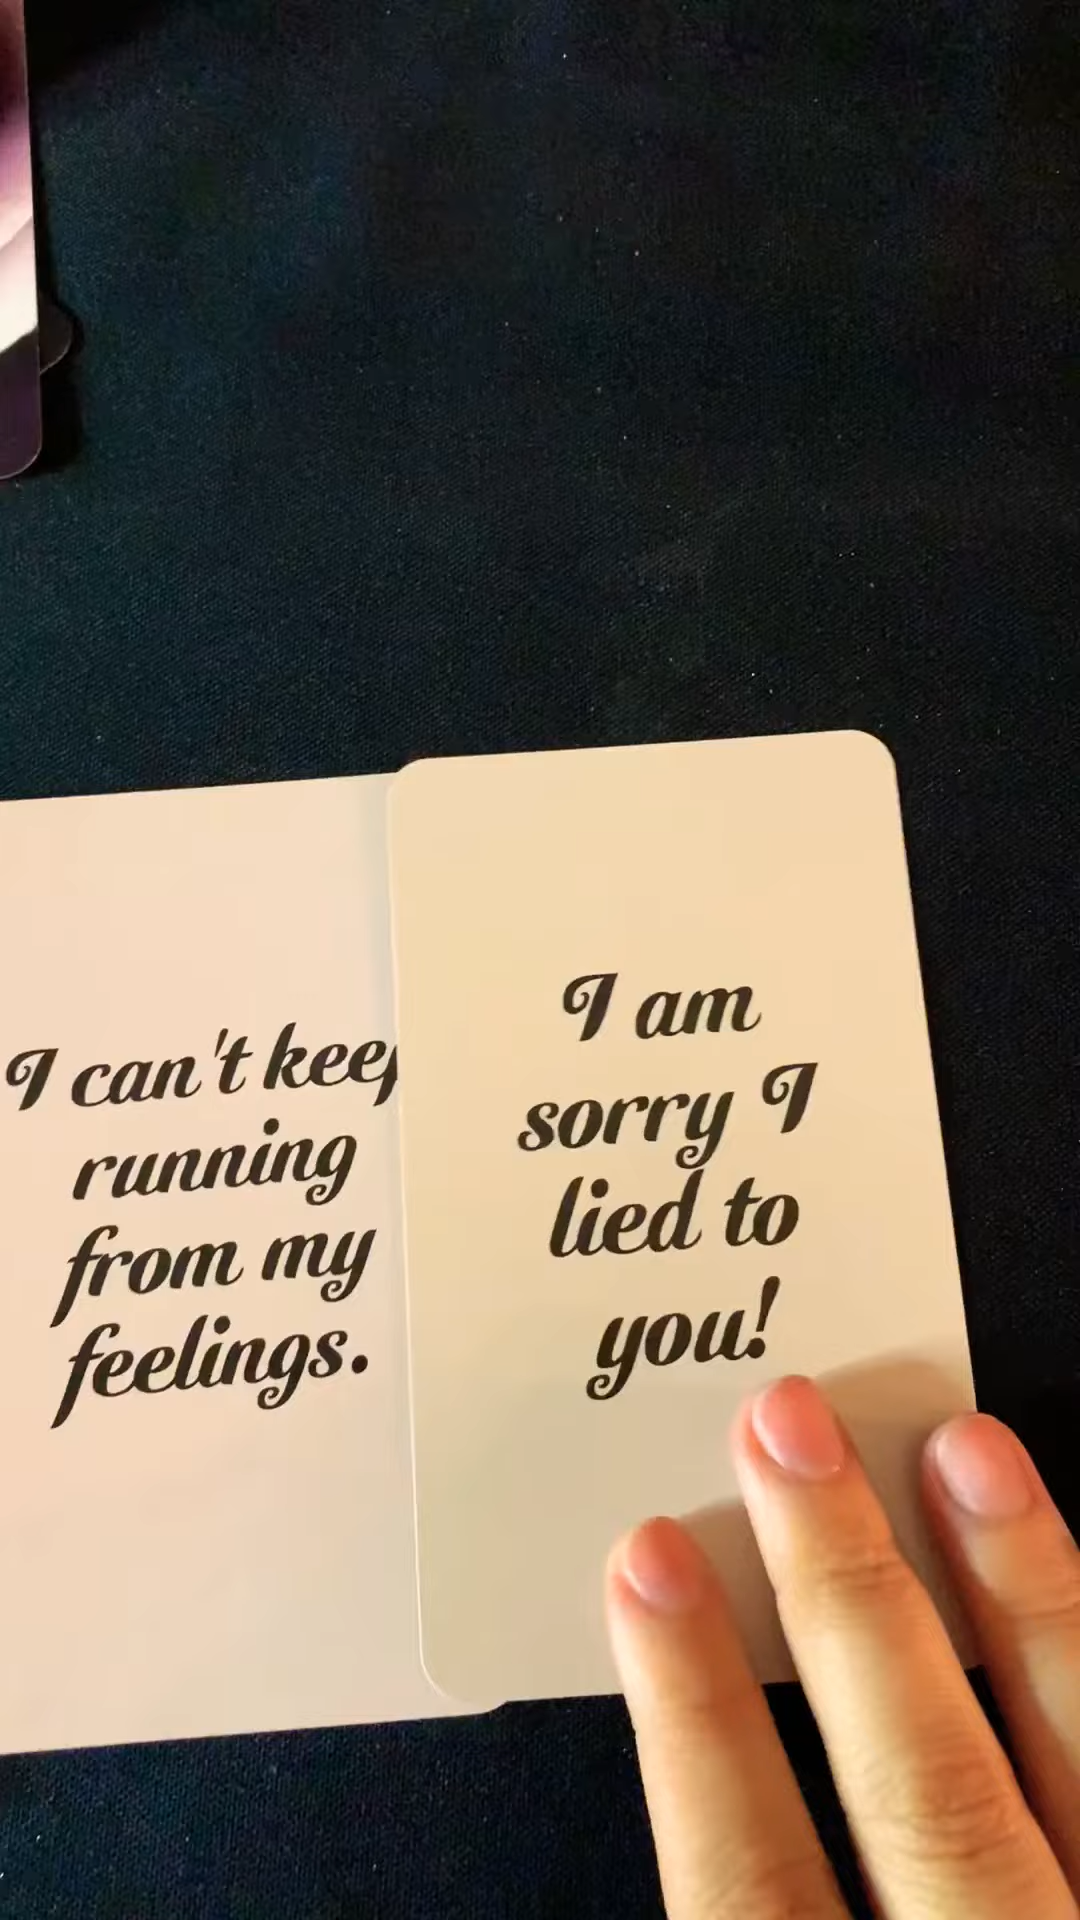 I can't keep
running
from my
feelings.
I am
sorry I
lied to
you!